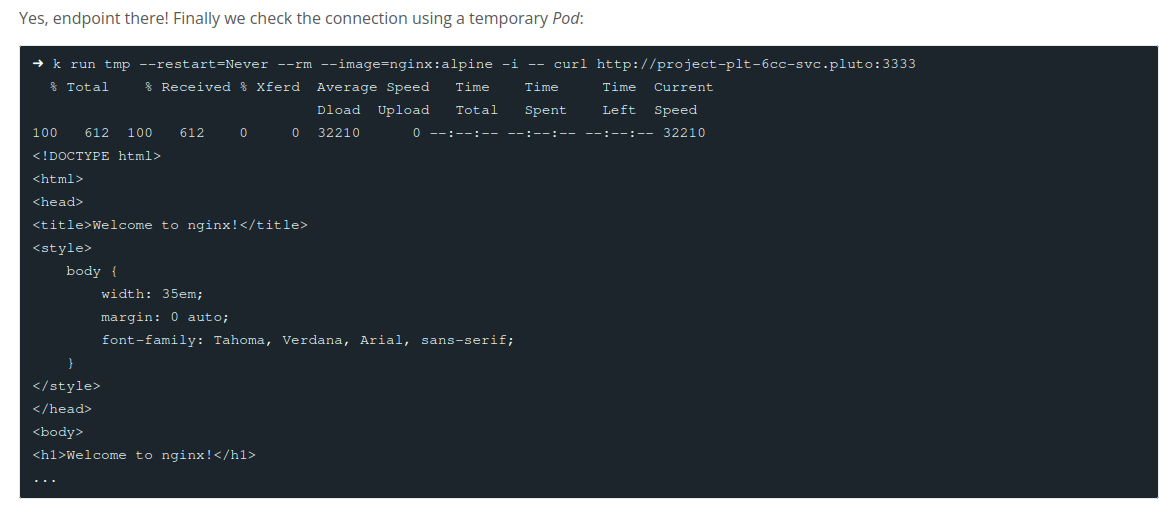 Yes, endpoint there! Finally we check the connection using a temporary Pod:
➜ k run tmp --restart=Never --rm --image=nginx:alpine -i -- curl http://project-plt-6cc-svc.pluto:3333
  % Total    % Received % Xferd  Average Speed   Time    Time     Time  Current
                                 Dload  Upload   Total   Spent    Left  Speed
100   612  100   612    0     0  32210      0 --:--:-- --:--:-- --:--:-- 32210
<!DOCTYPE html>
<html>
<head>
<title>Welcome to nginx!</title>
<style>
    body {
        width: 35em;
        margin: 0 auto;
        font-family: Tahoma, Verdana, Arial, sans-serif;
    }
</style>
</head>
<body>
<h1>Welcome to nginx!</h1>
...